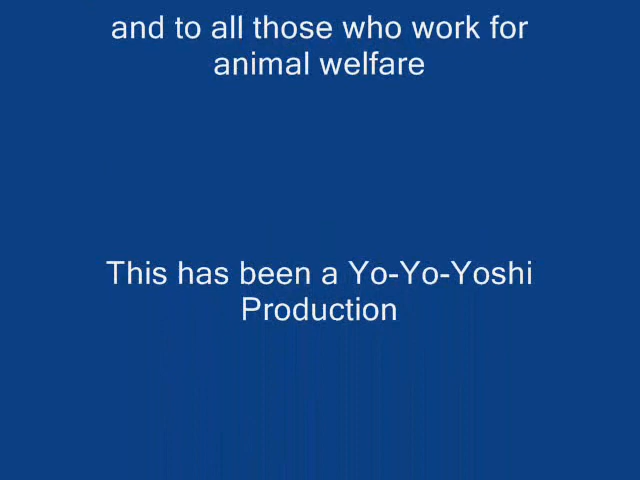 and to all those who work for
animal welfare
This has been a Yo-Yo-Yoshi
Production